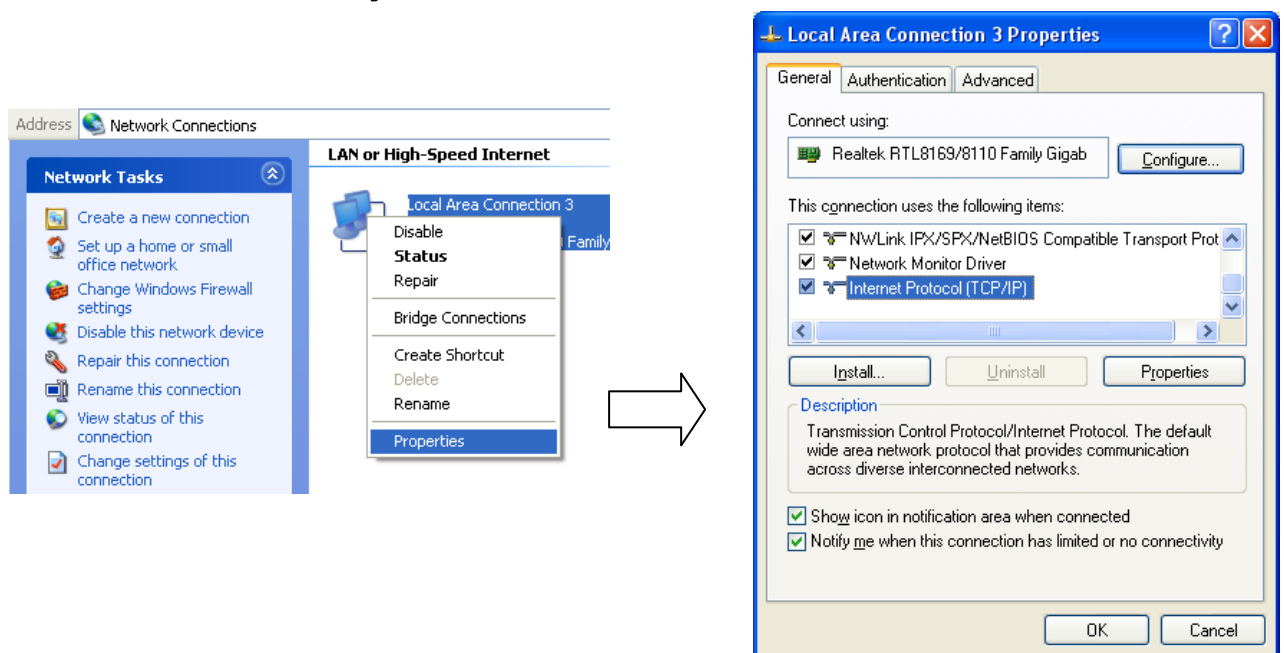 Address Network Connections
Network Tasks
Create a new connection
Set up a home or small
office network
Change Windows Firewall
settings
Disable this network device
Repair this connection
Rename this connection
View status of this
connection
Change settings of this
connection
LAN or High-Speed Internet
Local Area Connection 3
Family
Disable
Status
Repair
Bridge Connections
Create Shortcut
Delete
Rename
Properties
Local Area Connection 3 Properties
General Authentication Advanced
Connect using:
Realtek RTL8169/8110 Family Gigab Configure...
This connection uses the following items:
NWLink IPX/SPX/NetBIOS Compatible Transport Prot
Network Monitor Driver
Internet Protocol (TCP/IP)
Install... Uninstall Properties
Description
Transmission Control Protocol/Internet Protocol. The default
wide area network protocol that provides communication
across diverse interconnected networks.
Show icon in notification area when connected
Notify me when this connection has limited or no connectivity
OK Cancel